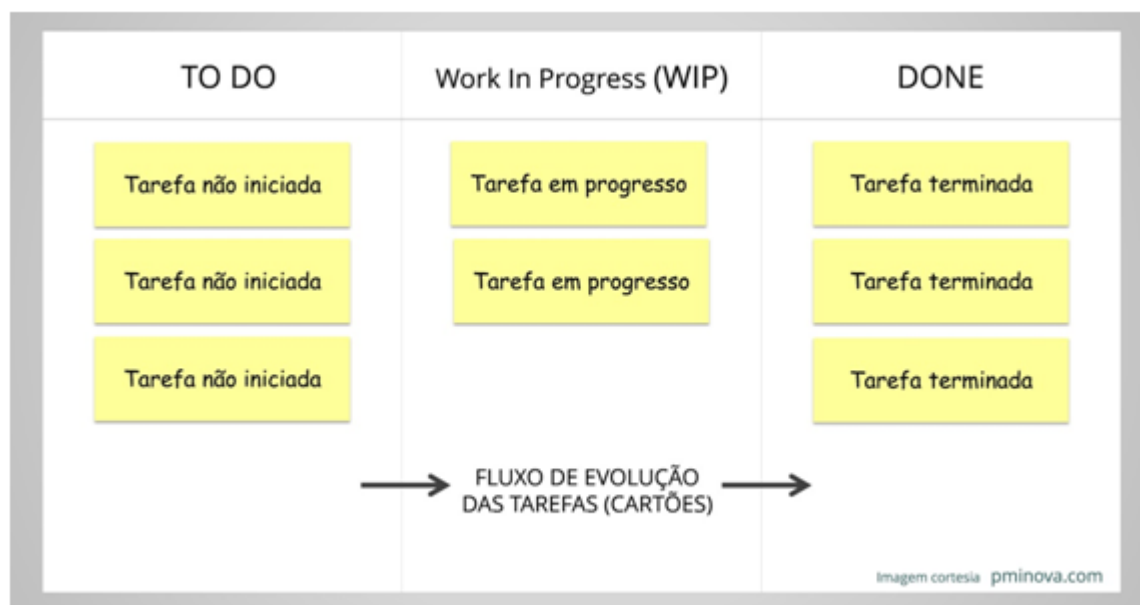 TO DO
Work In Progress (WIP)
DONE
Tarefa não iniciada
Tarefa em progresso
Tarefa terminada
Tarefa não iniciada
Tarefa em progresso
Tarefa terminada
Tarefa não iniciada
Tarefa terminada
FLUXO DE EVOLUÇÃO
DAS TAREFAS (CARTÕES)
Imagem cortesia pminova.com